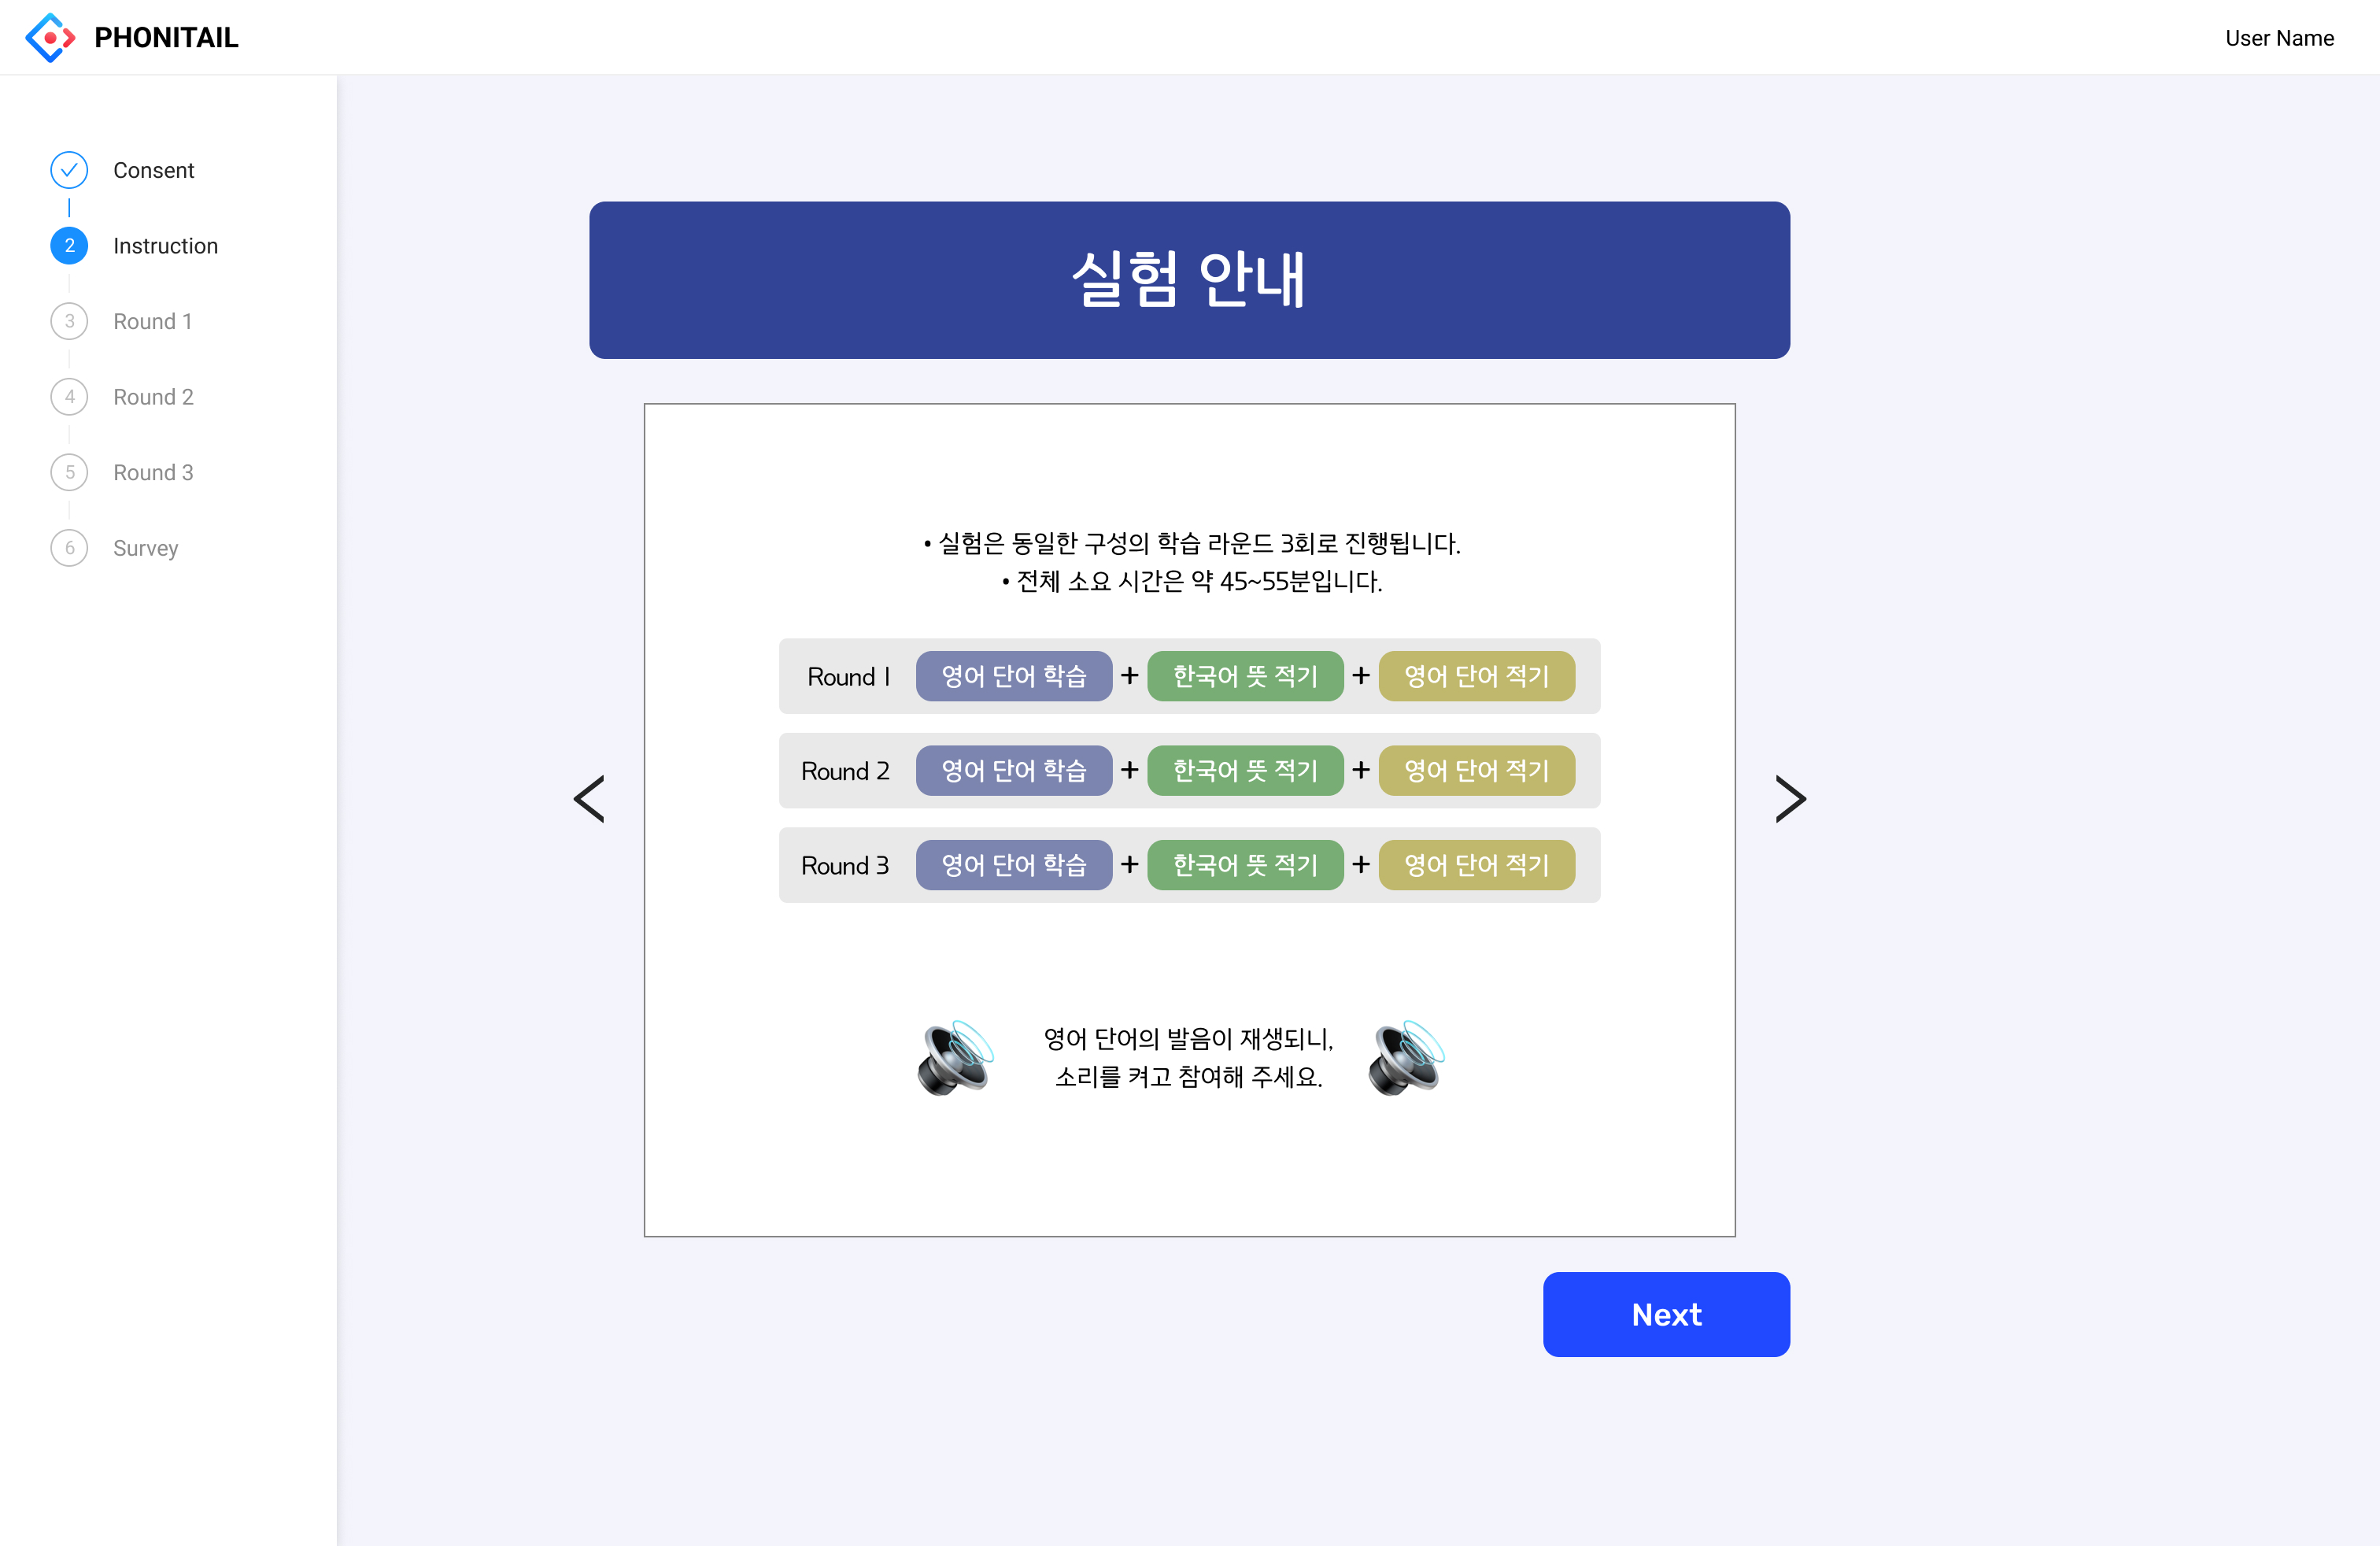 PHONITAIL
User Name
Consent
2 Instruction
3 Round 1
4 Round 2
5 Round 3
6 Survey
실험 안내
• 실험은 동일한 구성의 학습 라운드 3회로 진행됩니다.
• 전체 소요 시간은 약 45~55분입니다.
Round 1 영어 단어 학습 + 한국어 뜻 적기 + 영어 단어 적기
Round 2 영어 단어 학습 + 한국어 뜻 적기 + 영어 단어 적기
Round 3 영어 단어 학습 + 한국어 뜻 적기 + 영어 단어 적기
영어 단어의 발음이 재생되니,
소리를 켜고 참여해 주세요.
Next